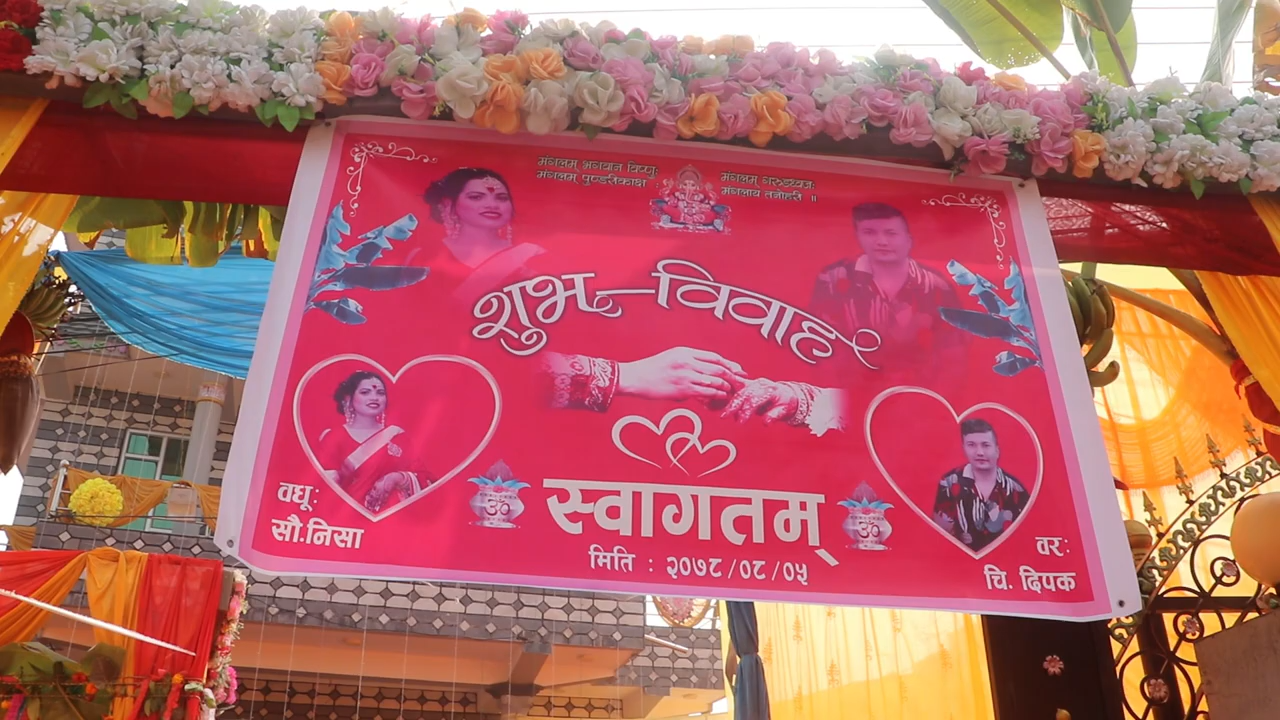 मंगलम् भगवान विष्णुः
मंगलम् पुण्डरीकाक्ष
मंगलम् गरुडध्वजः
मंगलाय तनोहरी ॥
शुभ-विवाह
स्वागतम्
मिति : २०७८/०८/०५
वधू:
सौ.निसा
वर:
चि. दिपक
ॐ
ॐ